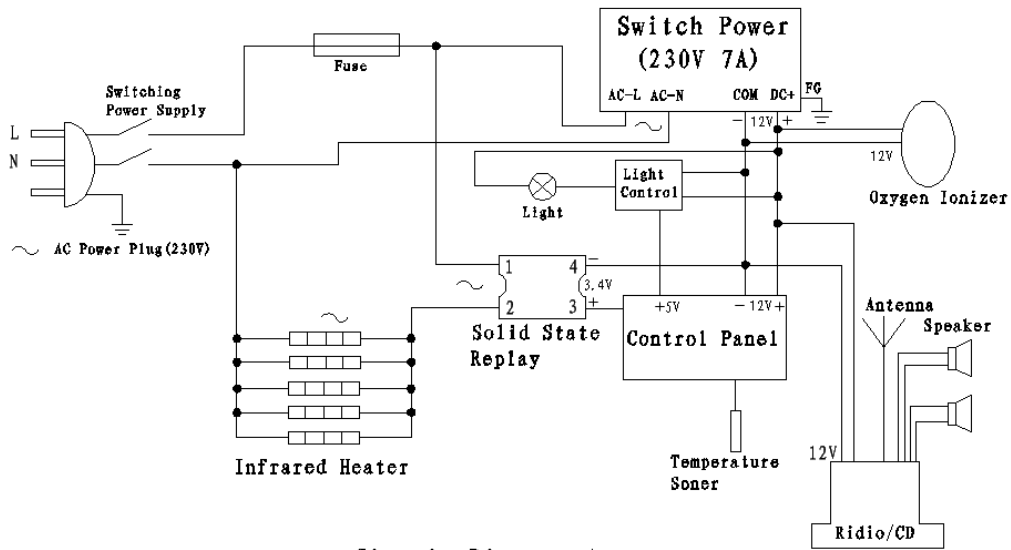 Switch Power
(230V 7A)
AC-L AC-N COM DC+ FG
Fuse
Switching
Power Supply
- 12V +
L
N
12V
Oxygen Ionizer
Light
Control
Light
AC Power Plug(230V)
1 4 -
3.4V
2 3 +
+5V - 12V +
Solid State
Replay
Control Panel
Antenna
Speaker
Infrared Heater
Temperature
Soner
12V
Ridio/CD